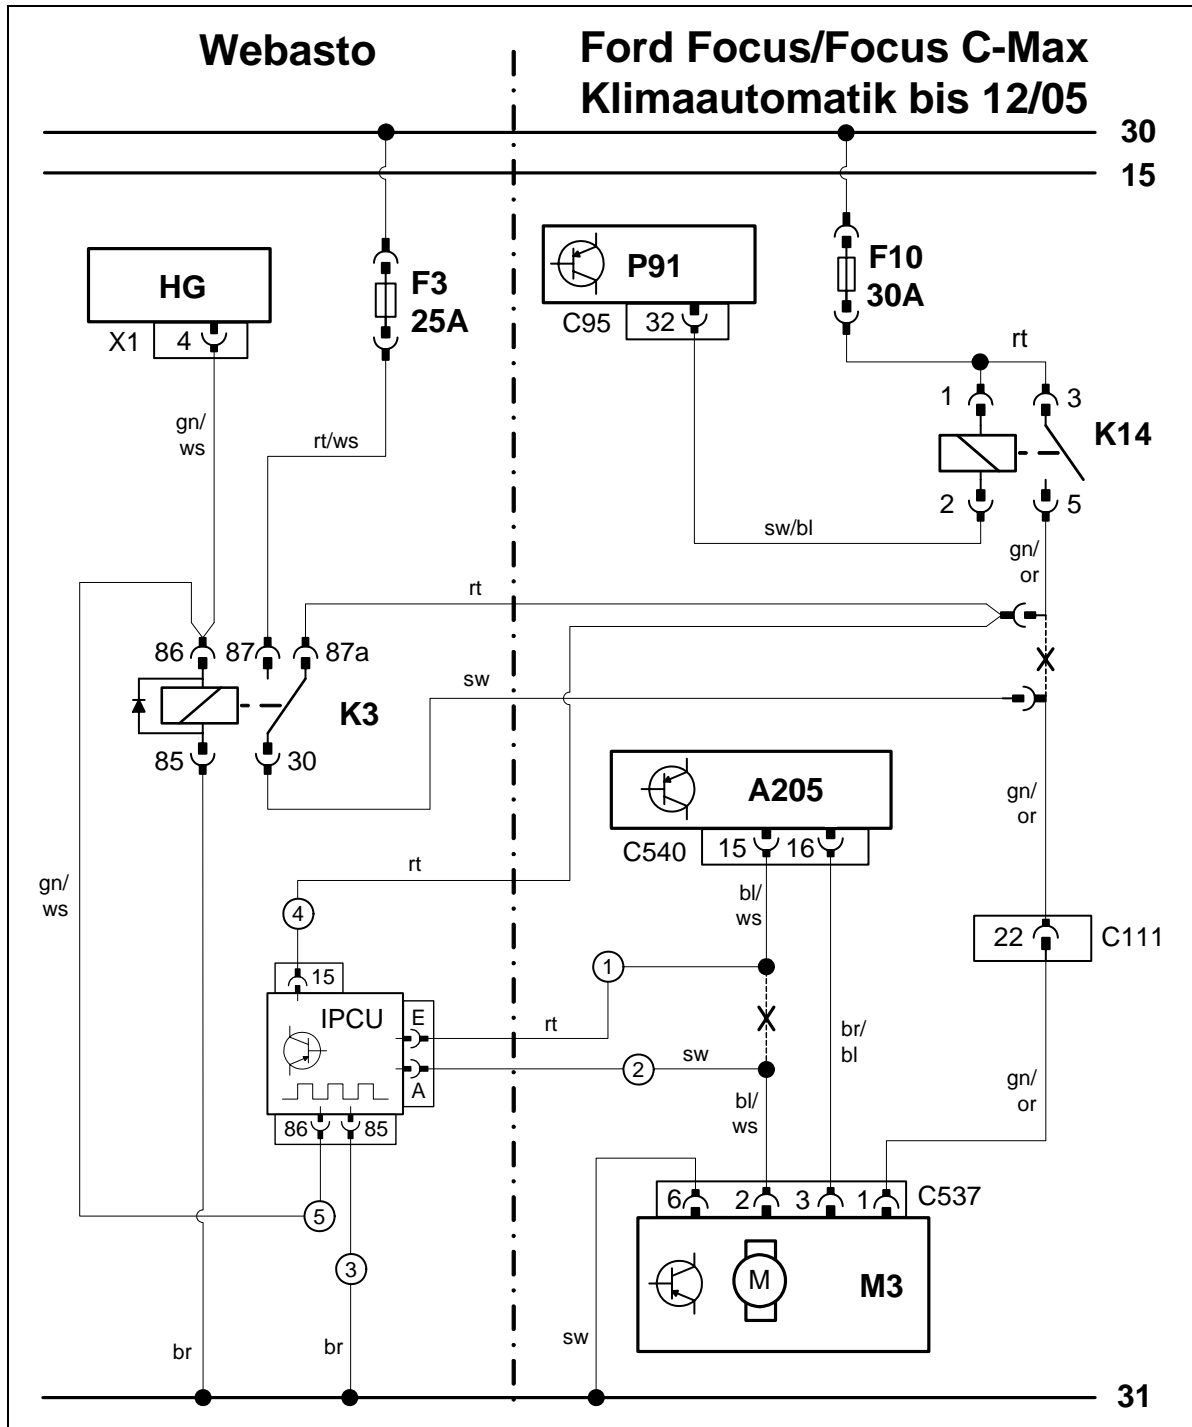 Webasto
Ford Focus/Focus C-Max
Klimaautomatik bis 12/05
30
15
HG
X1
4
F3
25A
P91
C95
32
F10
30A
rt
1
3
K14
2
5
gn/
ws
rt/ws
sw/bl
gn/
or
rt
86
87
87a
K3
85
30
sw
A205
C540
15
16
gn/
or
gn/
ws
rt
bl/
ws
4
22
C111
1
15
IPCU
E
A
rt
br/
bl
2
sw
bl/
ws
gn/
or
86
85
5
3
6
2
3
1
C537
M
M3
br
br
sw
31